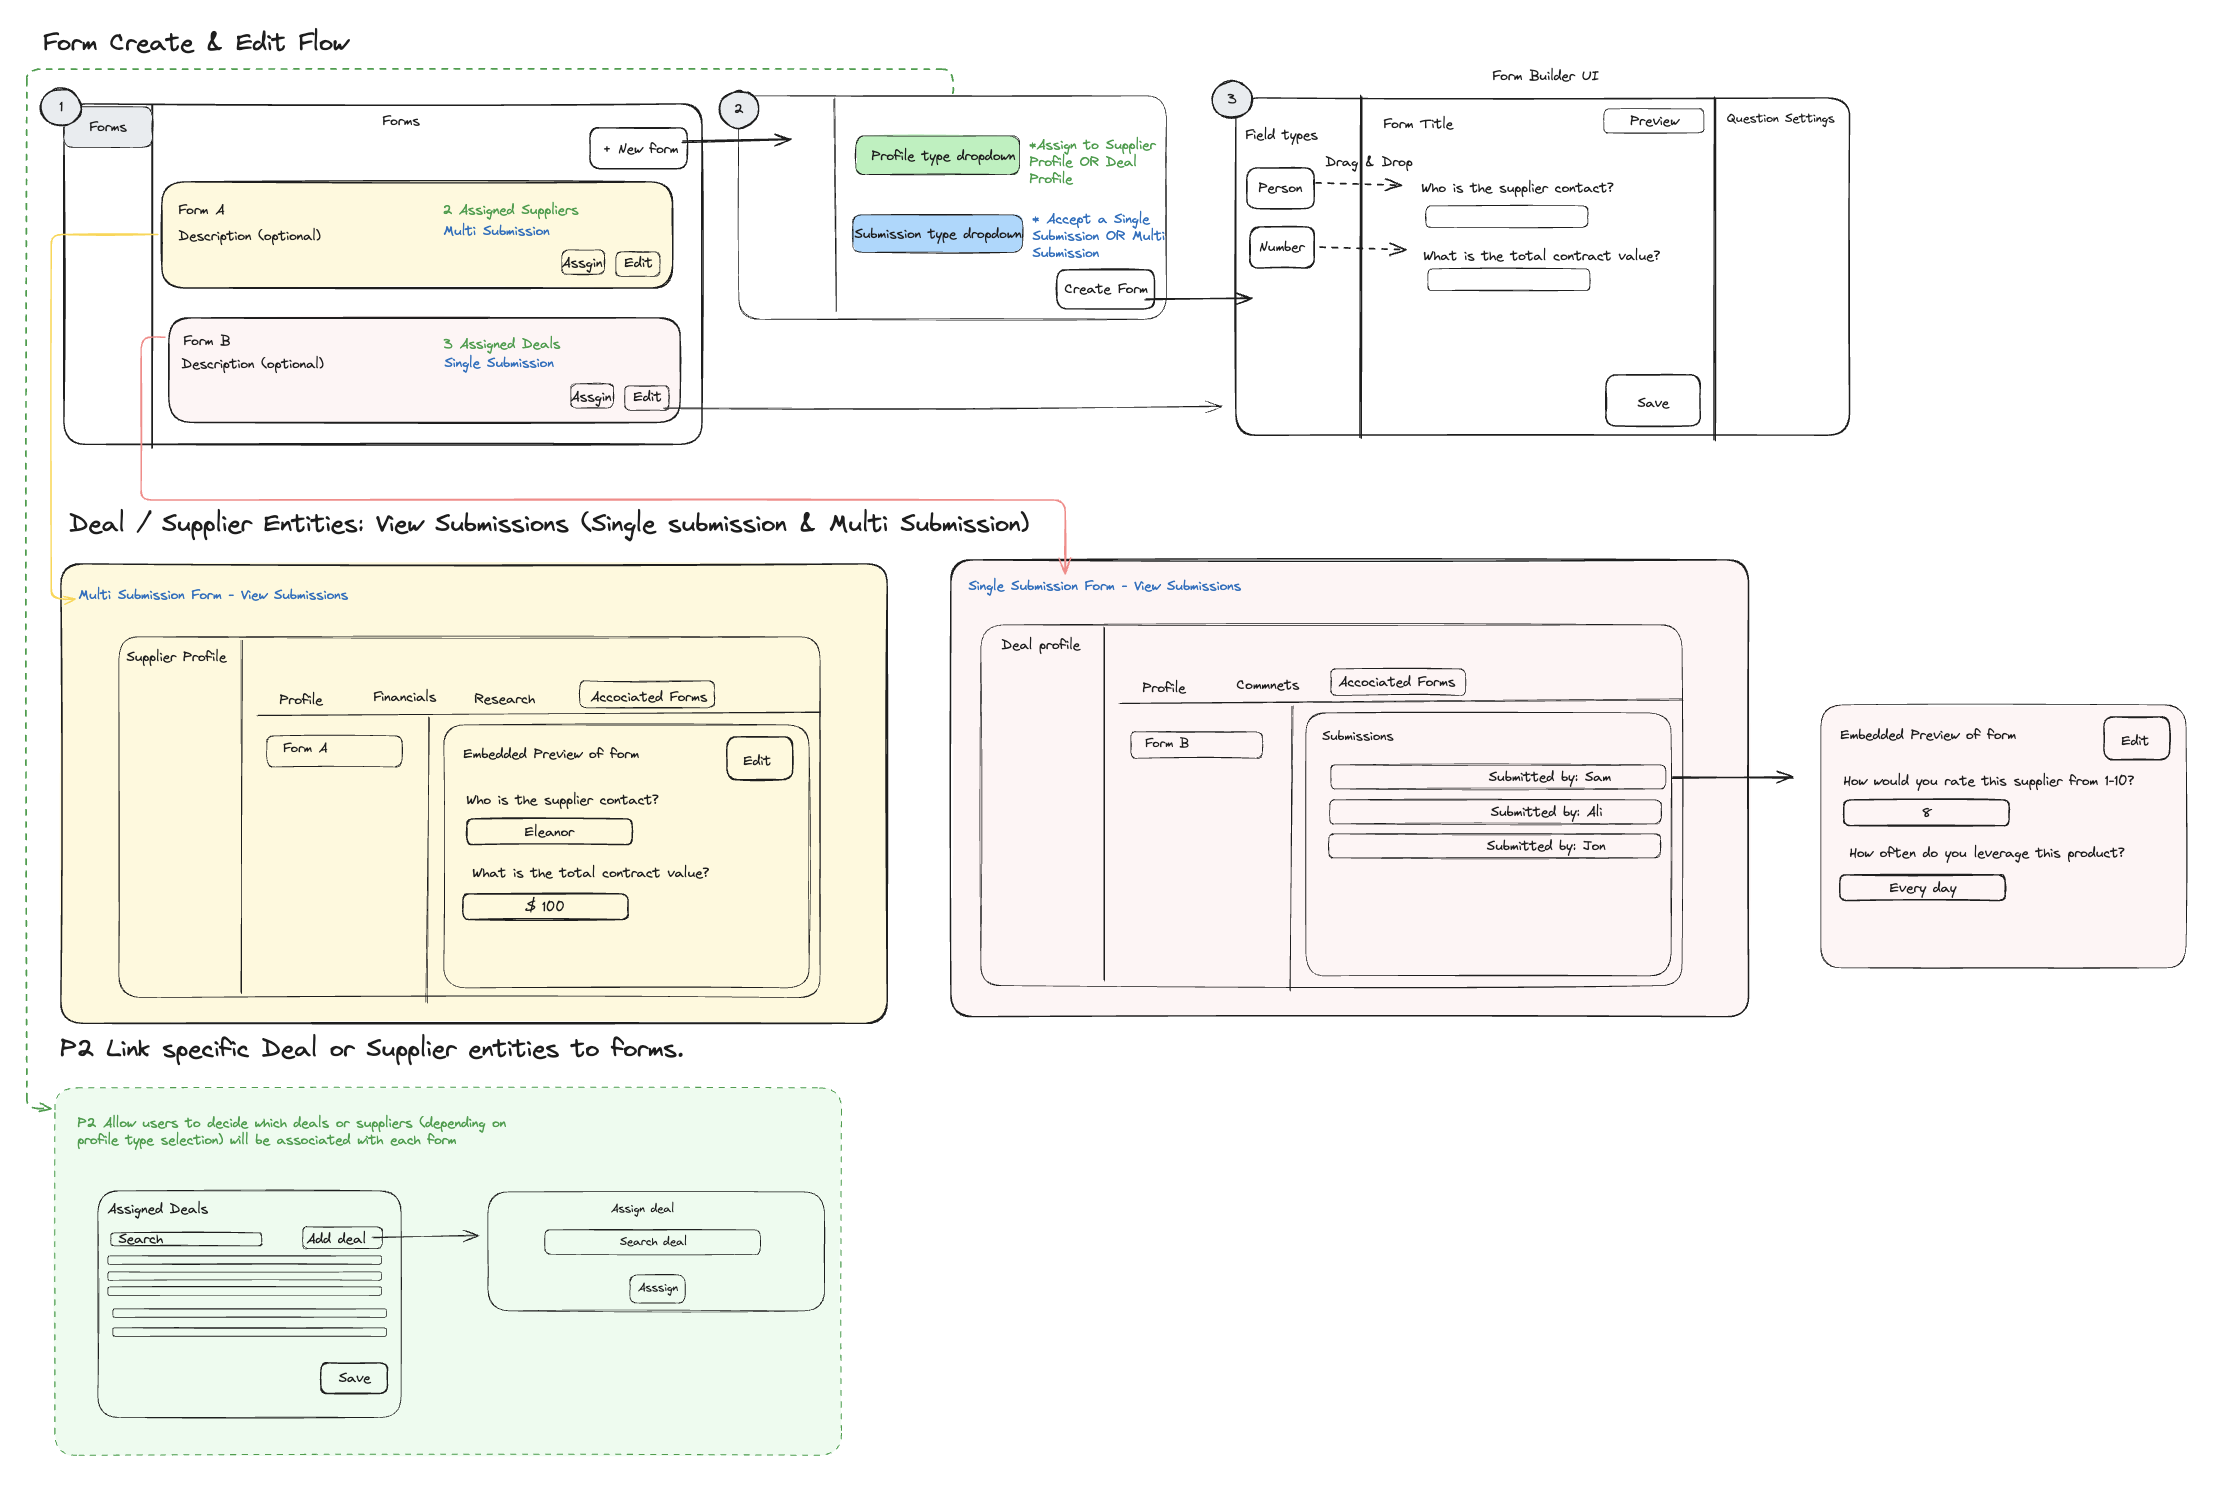 Form Create & Edit Flow
1
Forms
Forms
+ New form
Form A
Description (optional)
2 Assigned Suppliers
Multi Submission
Assgin
Edit
Form B
Description (optional)
3 Assigned Deals
Single Submission
Assgin
Edit
2
Profile type dropdown
*Assign to Supplier
Profile OR Deal
Profile
Submission type dropdown
* Accept a Single
Submission OR Multi
Submission
Create Form
Form Builder UI
3
Field types
Person
Number
Drag & Drop
Form Title
Preview
Who is the supplier contact?
What is the total contract value?
Save
Question Settings
Deal / Supplier Entities: View Submissions (Single submission & Multi Submission)
Multi Submission Form - View Submissions
Supplier Profile
Profile
Financials
Research
Accociated Forms
Form A
Embedded Preview of form
Edit
Who is the supplier contact?
Eleanor
What is the total contract value?
$ 100
Single Submission Form - View Submissions
Deal profile
Profile
Commnets
Accociated Forms
Form B
Submissions
Submitted by: Sam
Submitted by: Ali
Submitted by: Jon
Embedded Preview of form
Edit
How would you rate this supplier from 1-10?
8
How often do you leverage this product?
Every day
P2 Link specific Deal or Supplier entities to forms.
P2 Allow users to decide which deals or suppliers (depending on
profile type selection) will be associated with each form
Assigned Deals
Search
Add deal
Save
Assign deal
Search deal
Asssign